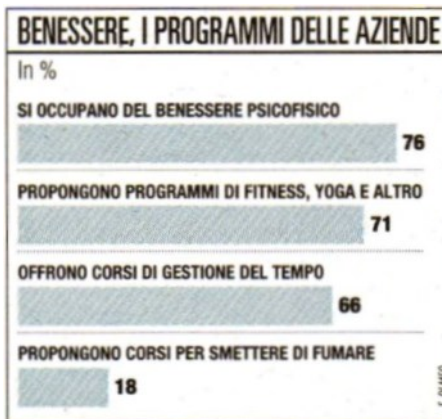 BENESSERE, I PROGRAMMI DELLE AZIENDE
In %
SI OCCUPANO DEL BENESSERE PSICOFISICO
76
PROPONGONO PROGRAMMI DI FITNESS, YOGA E ALTRO
71
OFFRONO CORSI DI GESTIONE DEL TEMPO
66
PROPONGONO CORSI PER SMETTERE DI FUMARE
18